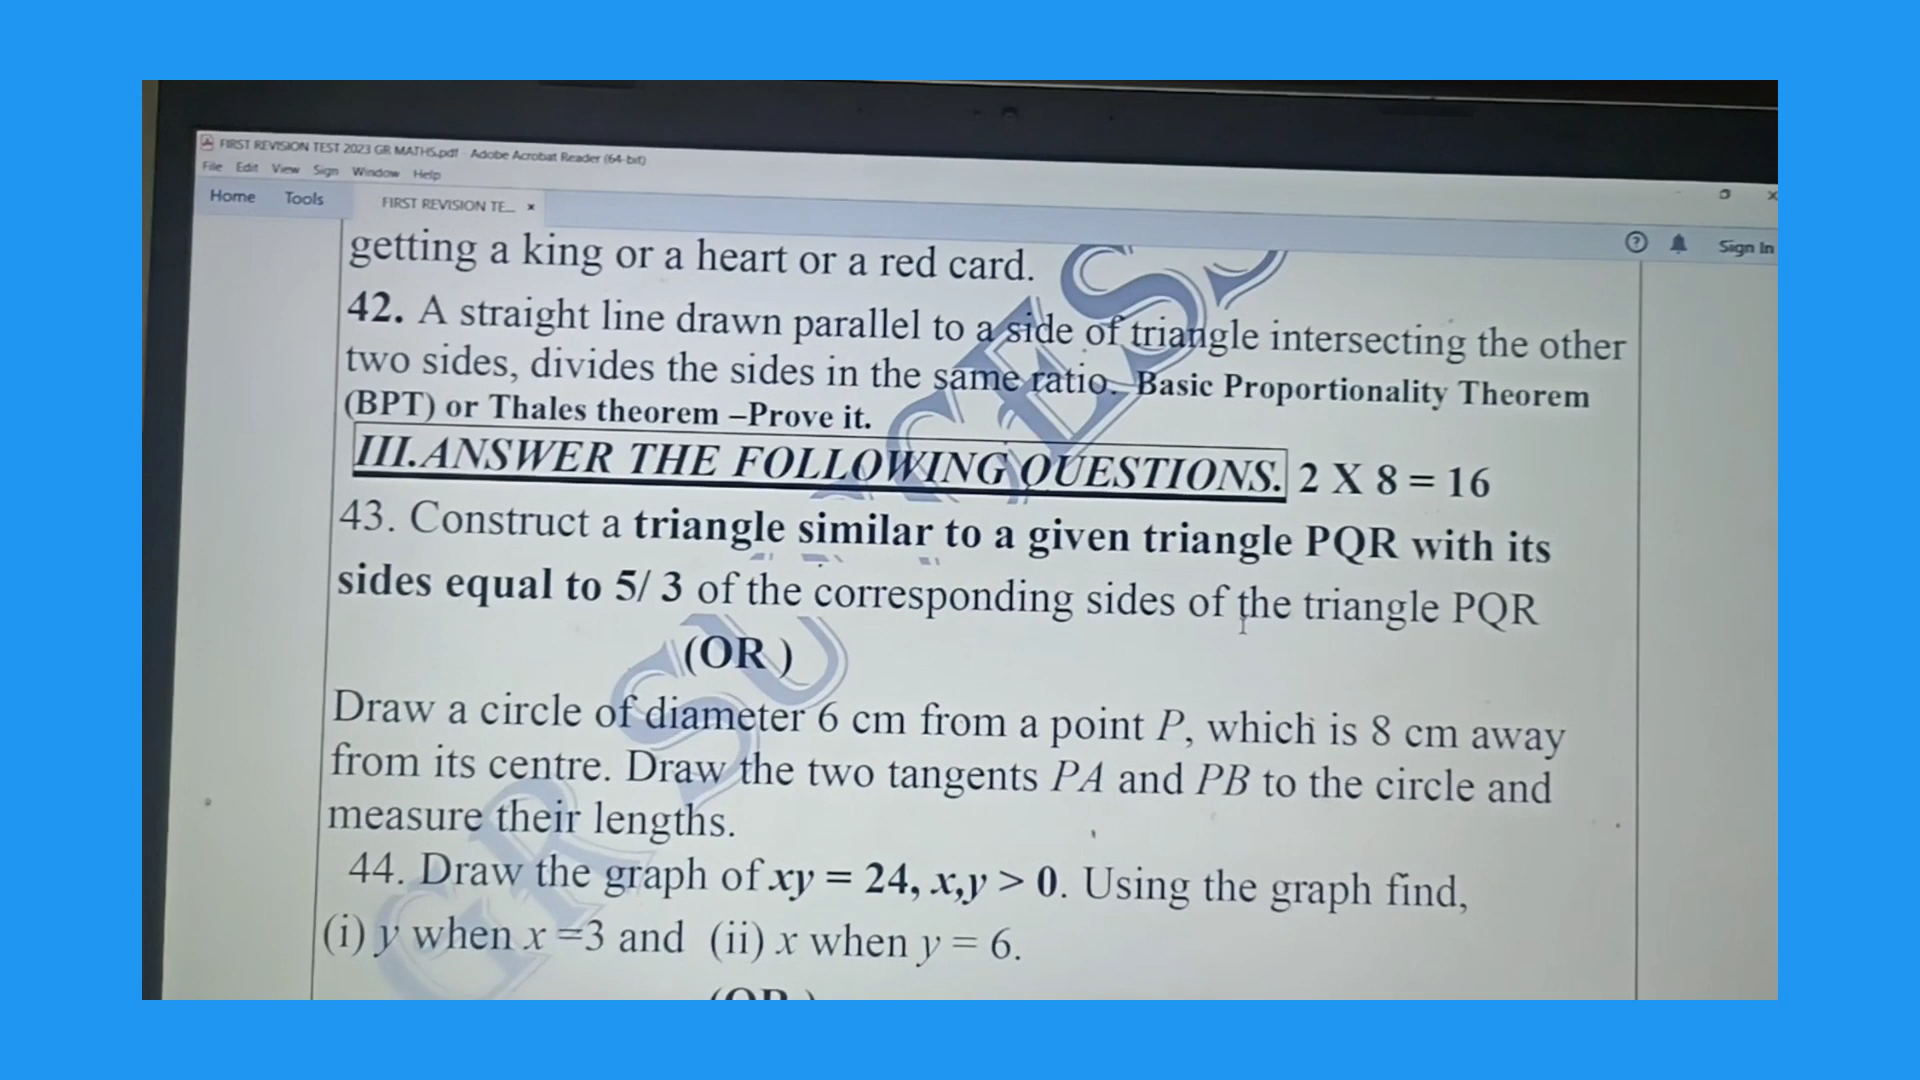 FIRST REVISION TEST 2023 GR MATHS.pdf - Adobe Acrobat Reader (64-bit)
File Edit View Sign Window Help
Home Tools FIRST REVISION TE... ×
Sign In
getting a king or a heart or a red card.
42. A straight line drawn parallel to a side of triangle intersecting the other
two sides, divides the sides in the same ratio. Basic Proportionality Theorem
(BPT) or Thales theorem –Prove it.
III.ANSWER THE FOLLOWING QUESTIONS. 2 X 8 = 16
43. Construct a triangle similar to a given triangle PQR with its
sides equal to 5/ 3 of the corresponding sides of the triangle PQR
(OR )
Draw a circle of diameter 6 cm from a point P, which is 8 cm away
from its centre. Draw the two tangents PA and PB to the circle and
measure their lengths.
44. Draw the graph of xy = 24, x,y > 0. Using the graph find,
(i) y when x =3 and (ii) x when y = 6.
(OR )
GR SUCCESS